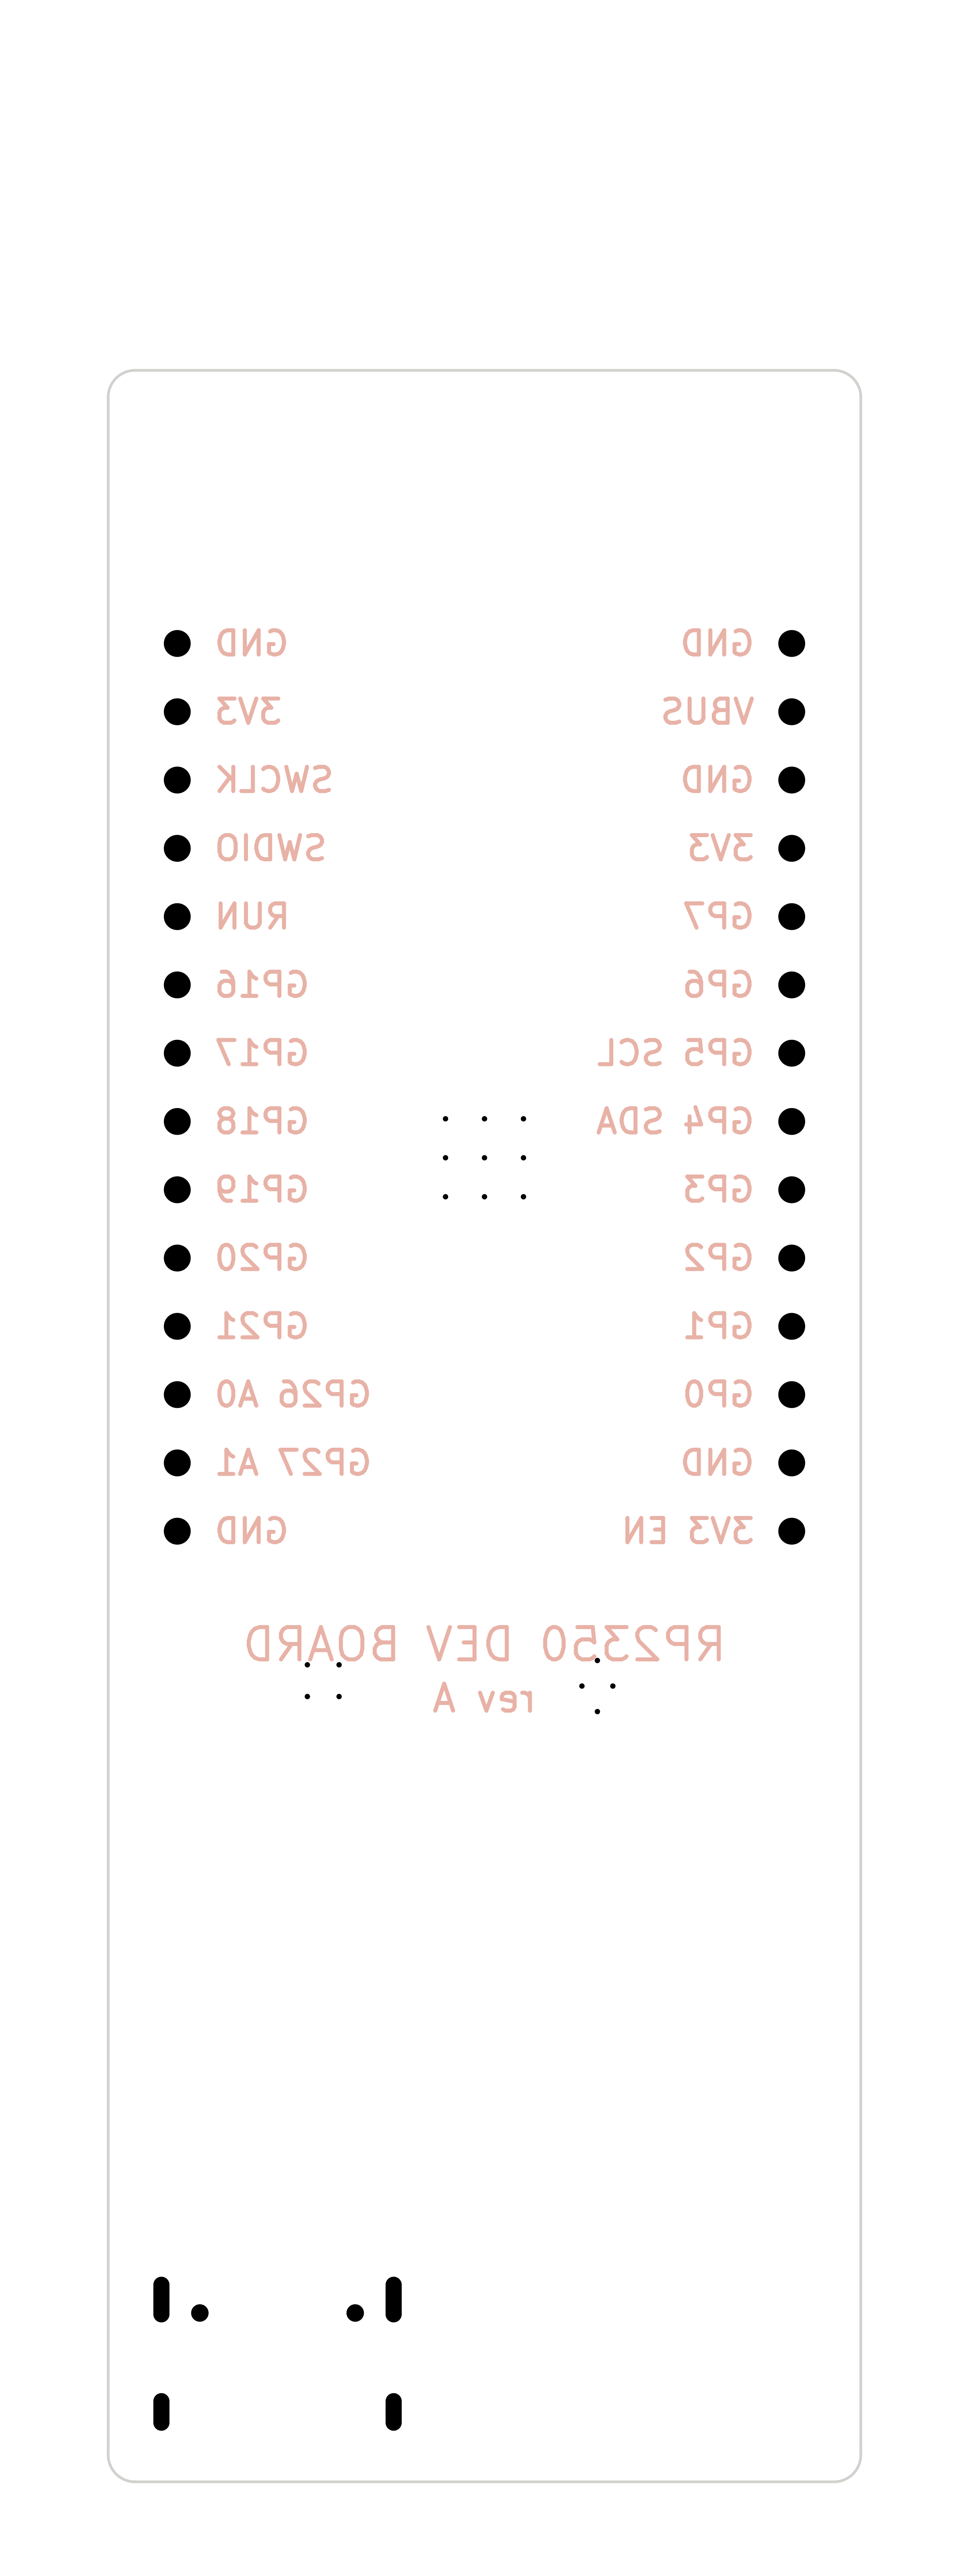 GND
3V3
SWCLK
SWDIO
RUN
GP16
GP17
GP18
GP19
GP20
GP21
GP26 A0
GP27 A1
GND
GND
VBUS
GND
3V3
GP7
GP6
GP5 SCL
GP4 SDA
GP3
GP2
GP1
GP0
GND
3V3 EN
RP2350 DEV BOARD
rev A